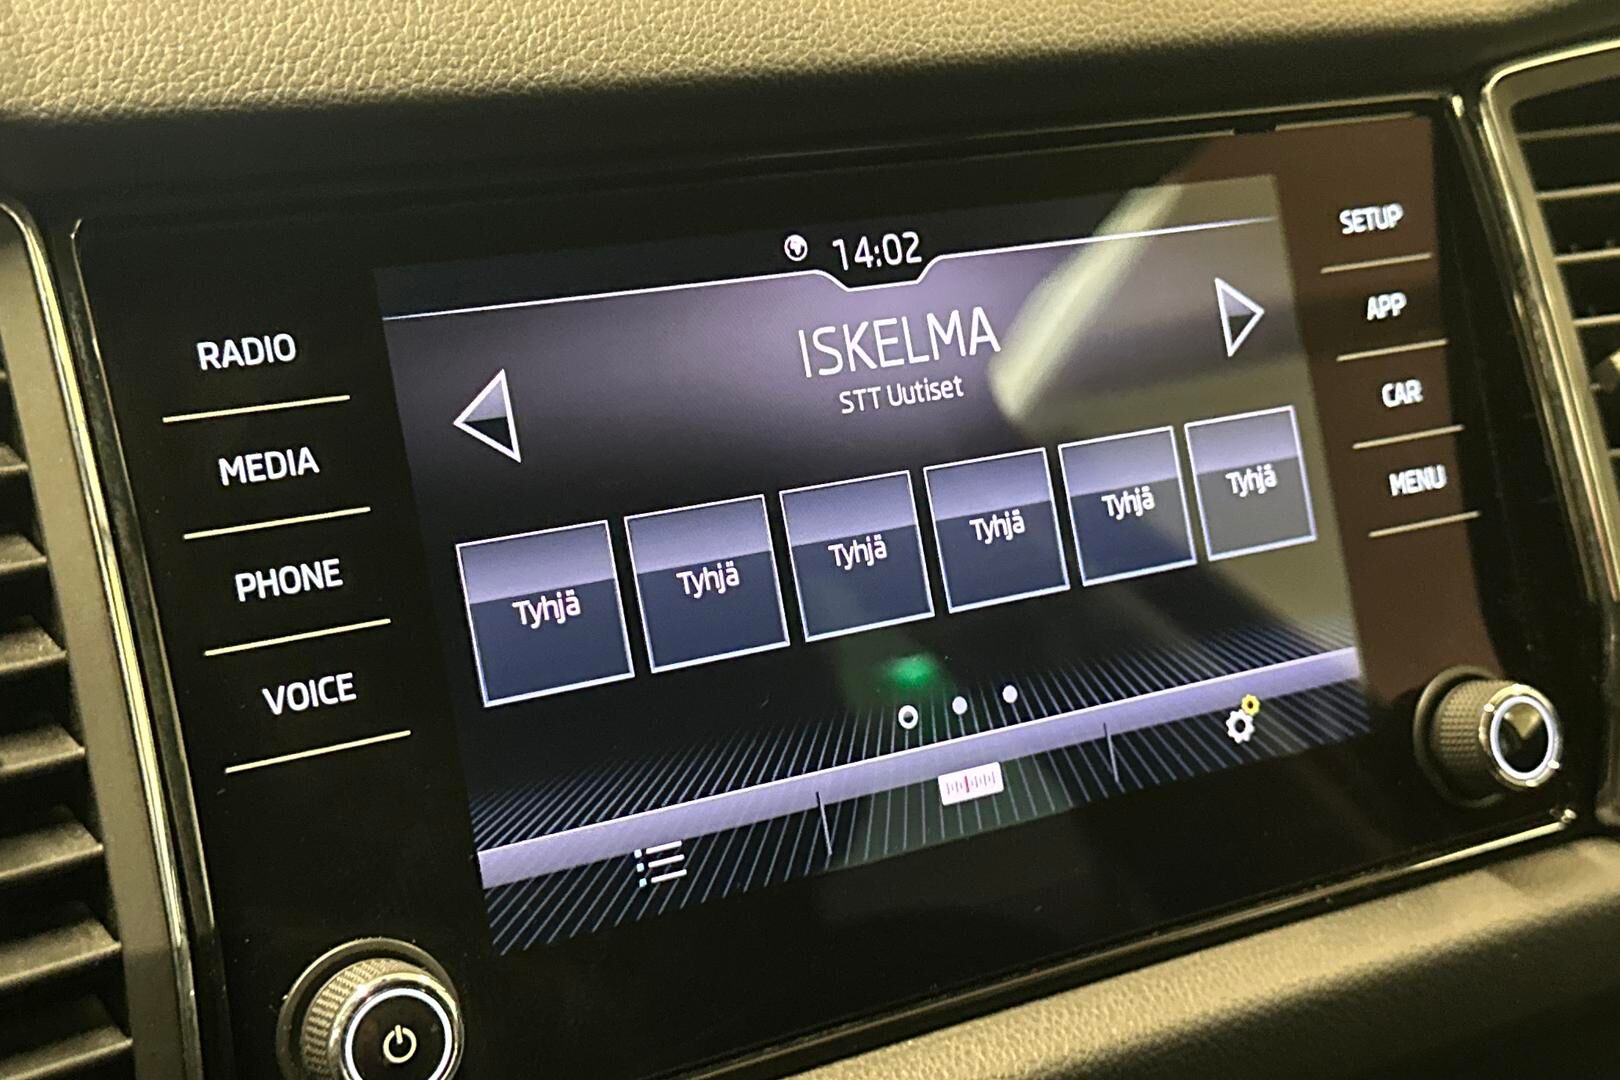 14:02
ISKELMA
STT Uutiset
RADIO
MEDIA
PHONE
VOICE
Tyhjä
Tyhjä
Tyhjä
Tyhjä
Tyhjä
Tyhjä
SETUP
APP
CAR
MENU